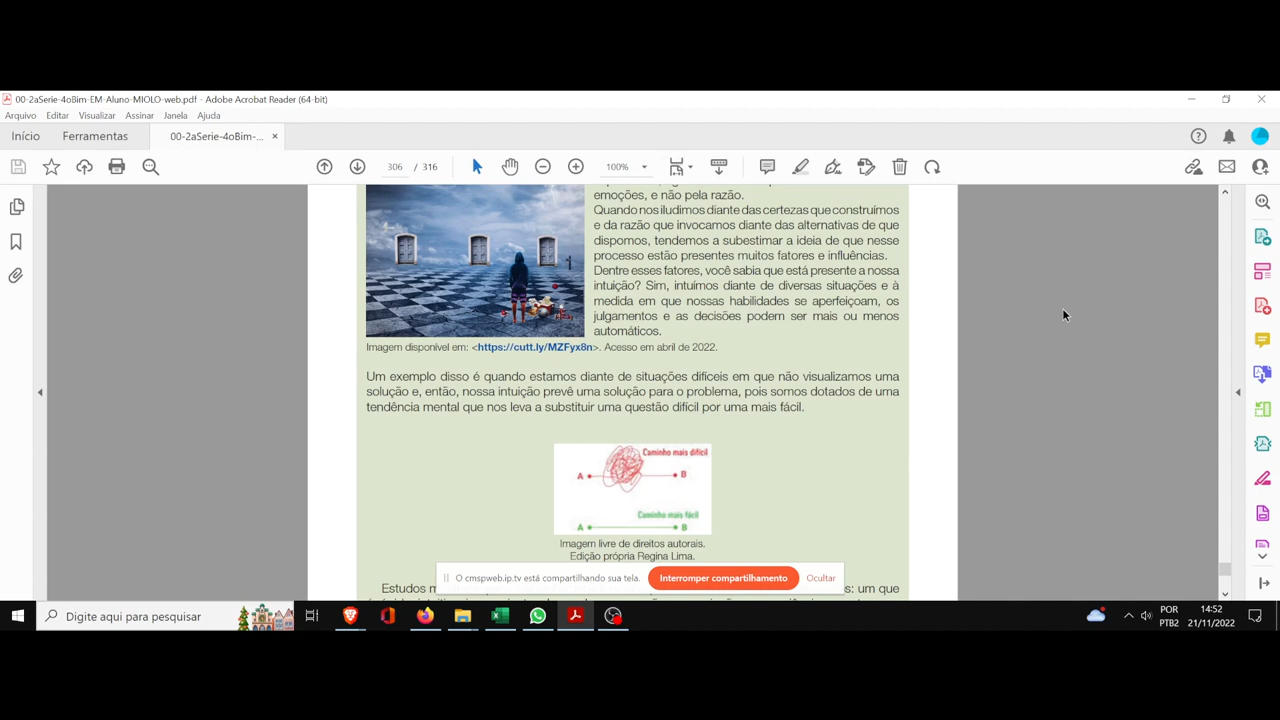 00-2aSerie-4oBim-EM-Aluno-MIOLO-web.pdf - Adobe Acrobat Reader (64-bit)
Arquivo Editar Visualizar Assinar Janela Ajuda
Início Ferramentas 00-2aSerie-4oBim-... ×
306 / 316 100%
emoções, e não pela razão.
Quando nos iludimos diante das certezas que construímos
e da razão que invocamos diante das alternativas de que
dispomos, tendemos a subestimar a ideia de que nesse
processo estão presentes muitos fatores e influências.
Dentre esses fatores, você sabia que está presente a nossa
intuição? Sim, intuímos diante de diversas situações e à
medida em que nossas habilidades se aperfeiçoam, os
julgamentos e as decisões podem ser mais ou menos
automáticos.
Imagem disponível em: <https://cutt.ly/MZFyx8n>. Acesso em abril de 2022.
Um exemplo disso é quando estamos diante de situações difíceis em que não visualizamos uma
solução e, então, nossa intuição prevê uma solução para o problema, pois somos dotados de uma
tendência mental que nos leva a substituir uma questão difícil por uma mais fácil.
Caminho mais difícil
A B
Caminho mais fácil
A B
Imagem livre de direitos autorais.
Edição própria Regina Lima.
O cmspweb.ip.tv está compartilhando sua tela. Interromper compartilhamento Ocultar
Estudos : um que
Digite aqui para pesquisar
POR 14:52
PTB2 21/11/2022